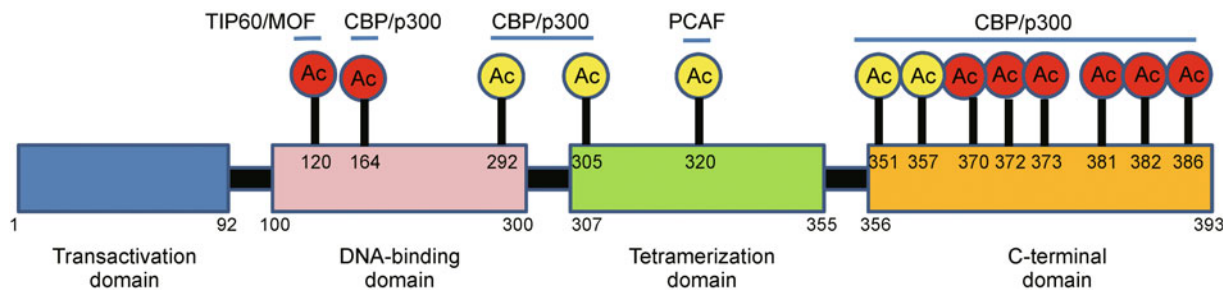 TIP60/MOF CBP/p300 CBP/p300 PCAF CBP/p300
Ac Ac Ac Ac Ac Ac Ac Ac Ac Ac Ac Ac Ac
120 164 292 305 320 351 357 370 372 373 381 382 386
1 92 100 300 307 355 356 393
Transactivation DNA-binding Tetramerization C-terminal
domain domain domain domain